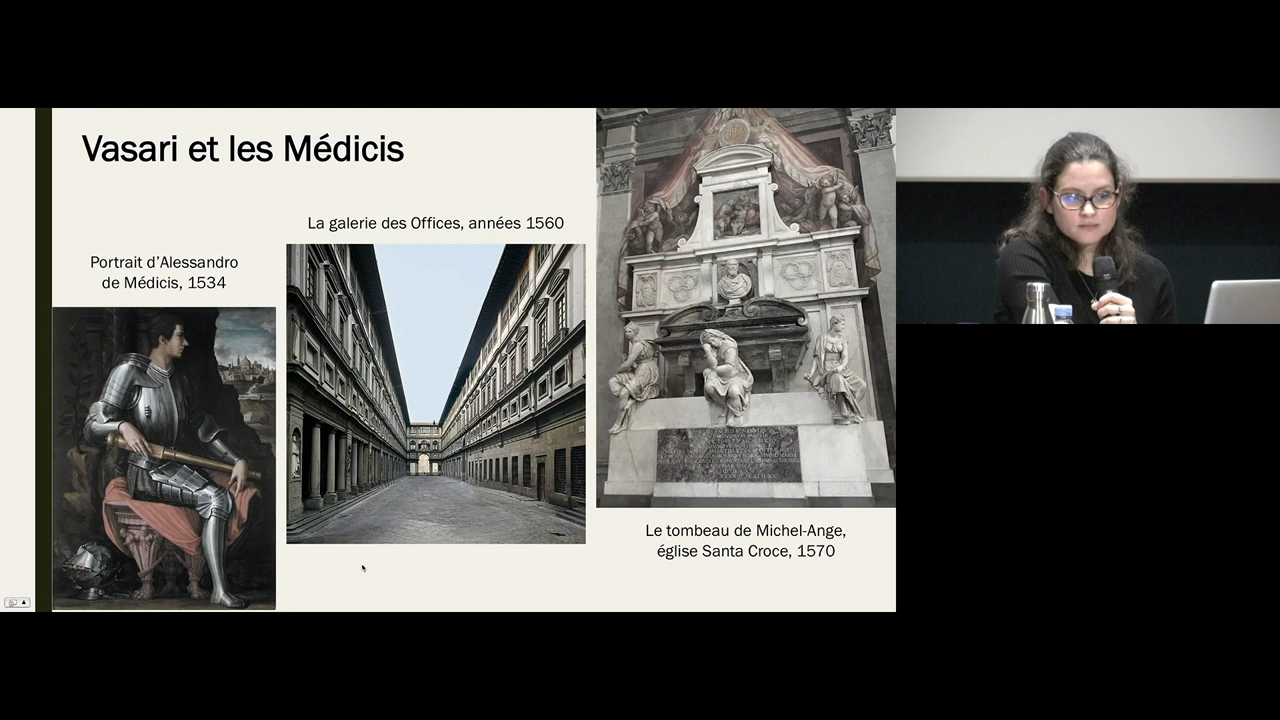 Vasari et les Médicis
La galerie des Offices, années 1560
Portrait d'Alessandro
de Médicis, 1534
Le tombeau de Michel-Ange,
église Santa Croce, 1570